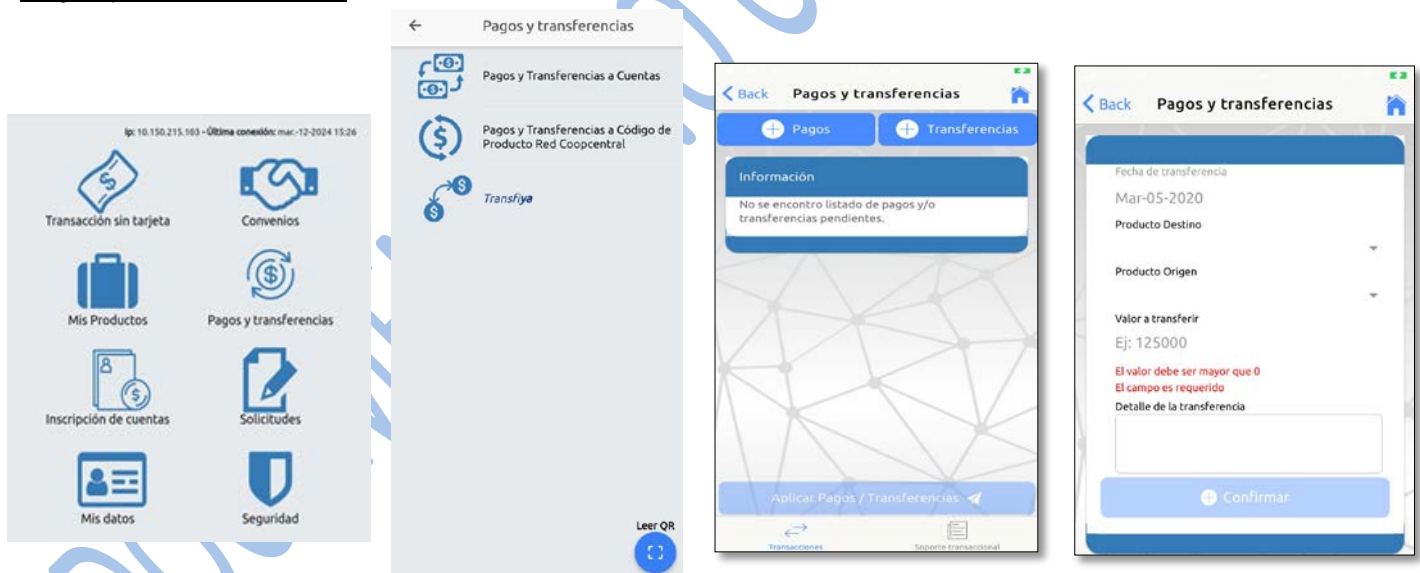 ip: 10.150.215.103 - Última conexión: mar.-12-2024 15:26
Transacción sin tarjeta
Convenios
Mis Productos
Pagos y transferencias
Inscripción de cuentas
Solicitudes
Mis datos
Seguridad
Pagos y transferencias
Pagos y Transferencias a Cuentas
Pagos y Transferencias a Código de
Producto Red Coopcentral
Transfiya
Leer QR
Back
Pagos y transferencias
Pagos
Transferencias
Información
No se encontro listado de pagos y/o
transferencias pendientes.
Aplicar Pagos / Transferencias
Transacciones
Soporte transaccional
Back
Pagos y transferencias
Fecha de transferencia
Mar-05-2020
Producto Destino
Producto Origen
Valor a transferir
Ej: 125000
El valor debe ser mayor que 0
El campo es requerido
Detalle de la transferencia
Confirmar